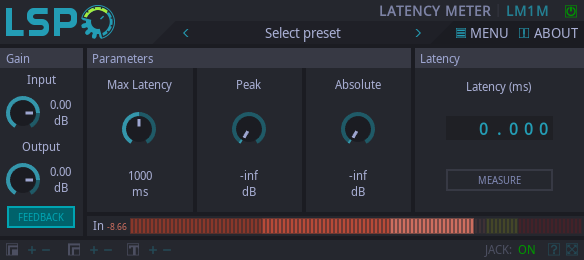 LSP
LATENCY METER LM1M
Select preset
MENU
ABOUT
Gain
Parameters
Latency
Input
0.00
dB
Output
0.00
dB
FEEDBACK
Max Latency
1000
ms
Peak
-inf
dB
Absolute
-inf
dB
Latency (ms)
0.000
MEASURE
In -8.66
JACK: ON